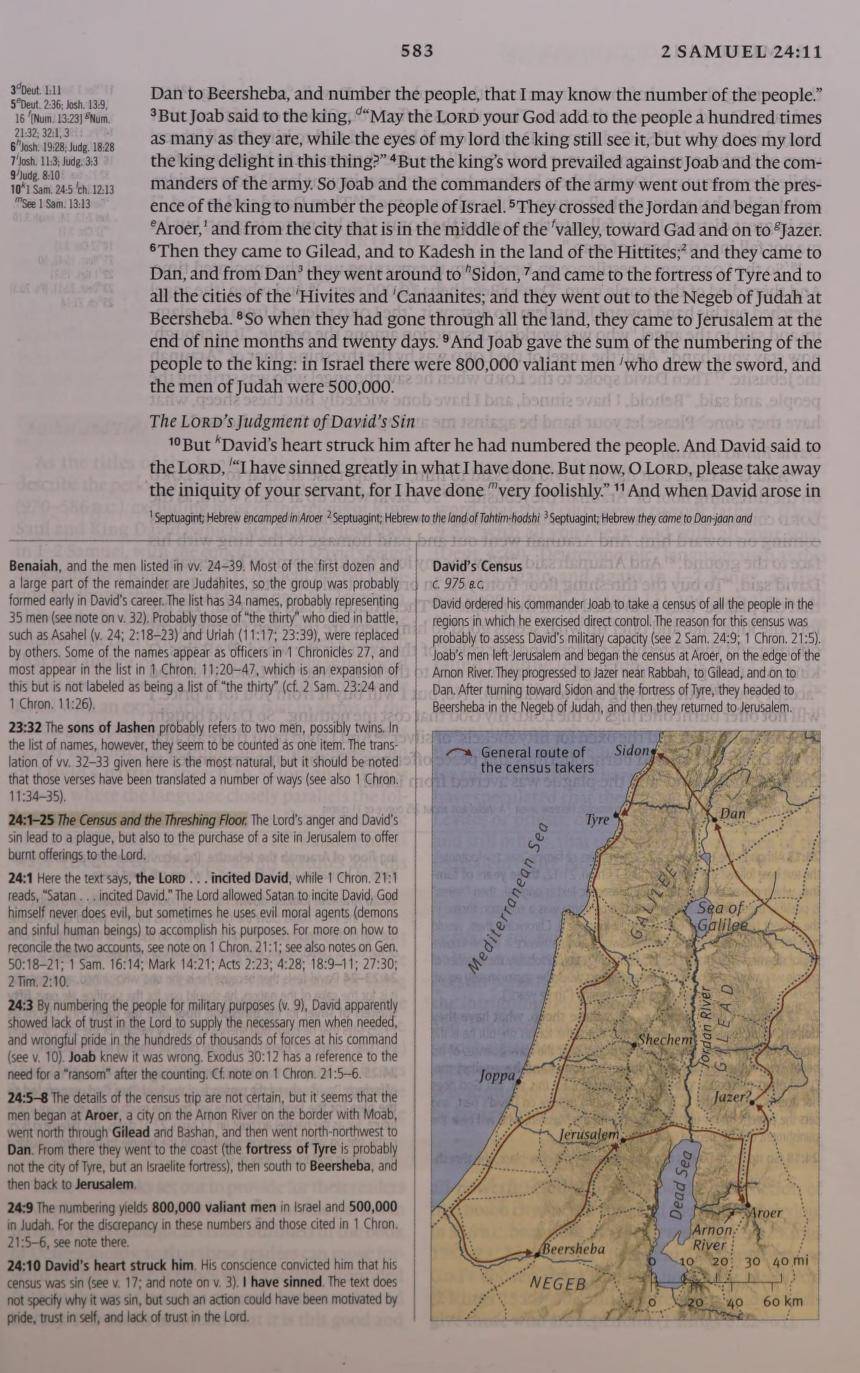 583
2 SAMUEL 24:11
3ᵈDeut. 1:11
5ᵉDeut. 2:36; Josh. 13:9,
16 ᶠ[Num. 13:23] ᵍNum.
21:32; 32:1, 3
6ʰJosh. 19:28; Judg. 18:28
7ⁱJosh. 11:3; Judg. 3:3
9ʲJudg. 8:10
10ᵏ1 Sam. 24:5 ˡch. 12:13
ᵐSee 1 Sam. 13:13
Dan to Beersheba, and number the people, that I may know the number of the people.”
³But Joab said to the king, ᵈ“May the LORD your God add to the people a hundred times
as many as they are, while the eyes of my lord the king still see it, but why does my lord
the king delight in this thing?” ⁴But the king’s word prevailed against Joab and the com-
manders of the army. So Joab and the commanders of the army went out from the pres-
ence of the king to number the people of Israel. ⁵They crossed the Jordan and began from
ᵉAroer,¹ and from the city that is in the middle of the ᶠvalley, toward Gad and on to ᵍJazer.
⁶Then they came to Gilead, and to Kadesh in the land of the Hittites;² and they came to
Dan, and from Dan³ they went around to ʰSidon, ⁷and came to the fortress of Tyre and to
all the cities of the ⁱHivites and ⁱCanaanites; and they went out to the Negeb of Judah at
Beersheba. ⁸So when they had gone through all the land, they came to Jerusalem at the
end of nine months and twenty days. ⁹And Joab gave the sum of the numbering of the
people to the king: in Israel there were 800,000 valiant men ʲwho drew the sword, and
the men of Judah were 500,000.
The LORD’s Judgment of David’s Sin
¹⁰But ᵏDavid’s heart struck him after he had numbered the people. And David said to
the LORD, ˡ“I have sinned greatly in what I have done. But now, O LORD, please take away
the iniquity of your servant, for I have done ᵐvery foolishly.” ¹¹And when David arose in
¹Septuagint; Hebrew encamped in Aroer ²Septuagint; Hebrew to the land of Tahtim-hodshi ³Septuagint; Hebrew they came to Dan-jaan and
Benaiah, and the men listed in vv. 24–39. Most of the first dozen and
a large part of the remainder are Judahites, so the group was probably
formed early in David’s career. The list has 34 names, probably representing
35 men (see note on v. 32). Probably those of “the thirty” who died in battle,
such as Asahel (v. 24; 2:18–23) and Uriah (11:17; 23:39), were replaced
by others. Some of the names appear as officers in 1 Chronicles 27, and
most appear in the list in 1 Chron. 11:20–47, which is an expansion of
this but is not labeled as being a list of “the thirty” (cf. 2 Sam. 23:24 and
1 Chron. 11:26).
23:32 The sons of Jashen probably refers to two men, possibly twins. In
the list of names, however, they seem to be counted as one item. The trans-
lation of vv. 32–33 given here is the most natural, but it should be noted
that those verses have been translated a number of ways (see also 1 Chron.
11:34–35).
24:1–25 The Census and the Threshing Floor. The Lord’s anger and David’s
sin lead to a plague, but also to the purchase of a site in Jerusalem to offer
burnt offerings to the Lord.
24:1 Here the text says, the LORD . . . incited David, while 1 Chron. 21:1
reads, “Satan . . . incited David.” The Lord allowed Satan to incite David. God
himself never does evil, but sometimes he uses evil moral agents (demons
and sinful human beings) to accomplish his purposes. For more on how to
reconcile the two accounts, see note on 1 Chron. 21:1; see also notes on Gen.
50:18–21; 1 Sam. 16:14; Mark 14:21; Acts 2:23; 4:28; 18:9–11; 27:30;
2 Tim. 2:10.
24:3 By numbering the people for military purposes (v. 9), David apparently
showed lack of trust in the Lord to supply the necessary men when needed,
and wrongful pride in the hundreds of thousands of forces at his command
(see v. 10). Joab knew it was wrong. Exodus 30:12 has a reference to the
need for a “ransom” after the counting. Cf. note on 1 Chron. 21:5–6.
24:5–8 The details of the census trip are not certain, but it seems that the
men began at Aroer, a city on the Arnon River on the border with Moab,
went north through Gilead and Bashan, and then went north-northwest to
Dan. From there they went to the coast (the fortress of Tyre is probably
not the city of Tyre, but an Israelite fortress), then south to Beersheba, and
then back to Jerusalem.
24:9 The numbering yields 800,000 valiant men in Israel and 500,000
in Judah. For the discrepancy in these numbers and those cited in 1 Chron.
21:5–6, see note there.
24:10 David’s heart struck him. His conscience convicted him that his
census was sin (see v. 17; and note on v. 3). I have sinned. The text does
not specify why it was sin, but such an action could have been motivated by
pride, trust in self, and lack of trust in the Lord.
David’s Census
c. 975 B.C.
David ordered his commander Joab to take a census of all the people in the
regions in which he exercised direct control. The reason for this census was
probably to assess David’s military capacity (see 2 Sam. 24:9; 1 Chron. 21:5).
Joab’s men left Jerusalem and began the census at Aroer, on the edge of the
Arnon River. They progressed to Jazer near Rabbah, to Gilead, and on to
Dan. After turning toward Sidon and the fortress of Tyre, they headed to
Beersheba in the Negeb of Judah, and then they returned to Jerusalem.
General route of
the census takers
Sidon
Tyre
Dan
Mediterranean Sea
GALILEE
Sea of
Galilee
Jordan River
GILEAD
Shechem
Joppa
Jazer?
Jerusalem
Dead Sea
Aroer
Arnon
River
Beersheba
NEGEB
0 10 20 30 40 mi
0 20 40 60 km